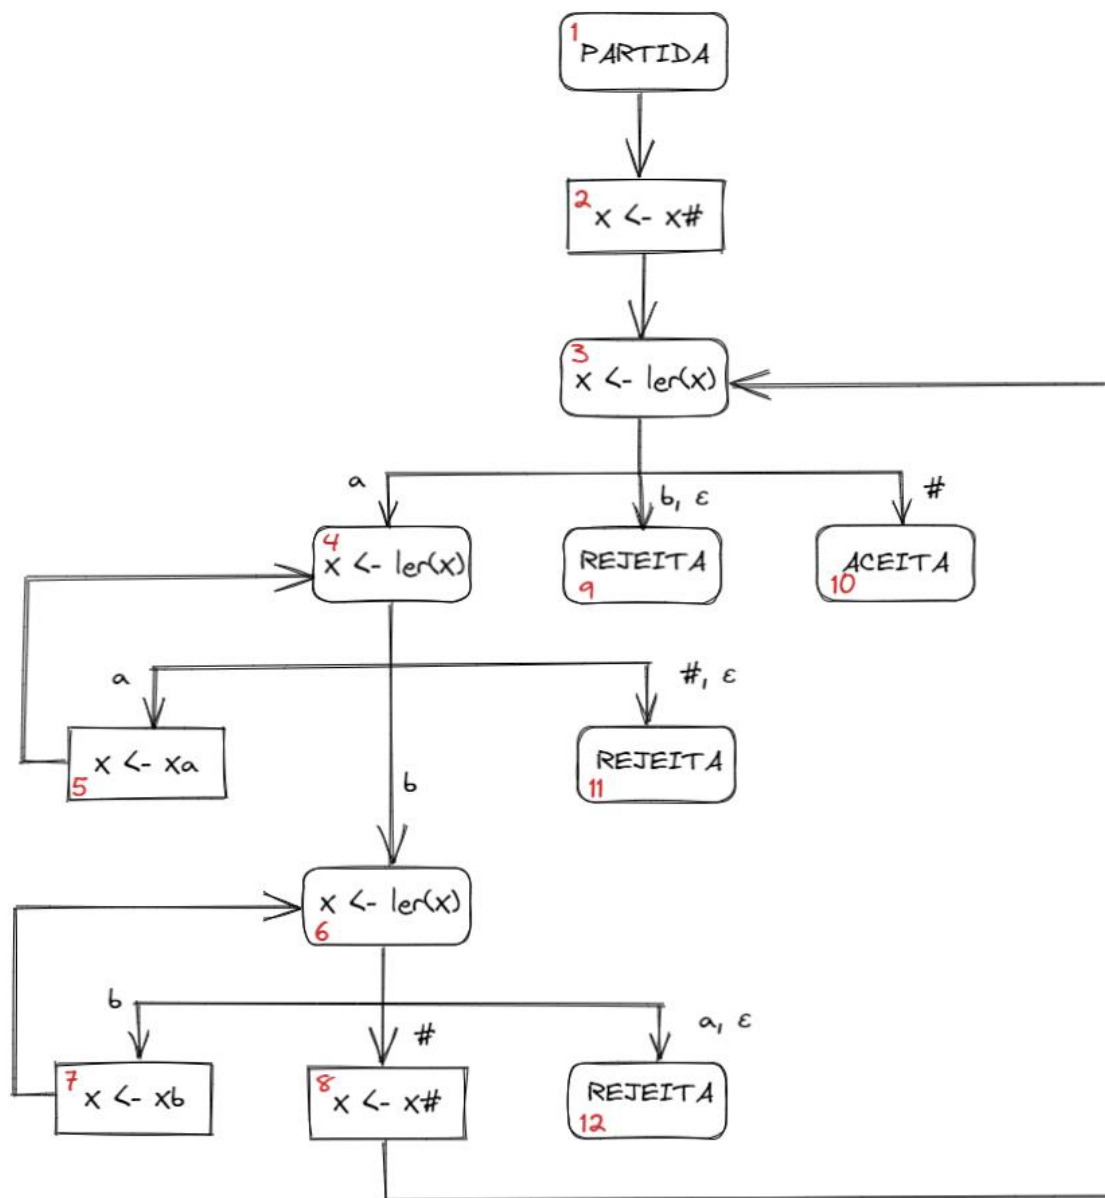 1
PARTIDA
2
x <- x#
3
x <- ler(x)
a
b, ε
#
4
x <- ler(x)
REJEITA
9
ACEITA
10
a
#, ε
5
x <- xa
REJEITA
11
b
x <- ler(x)
6
b
#
a, ε
7
x <- xb
8
x <- x#
REJEITA
12